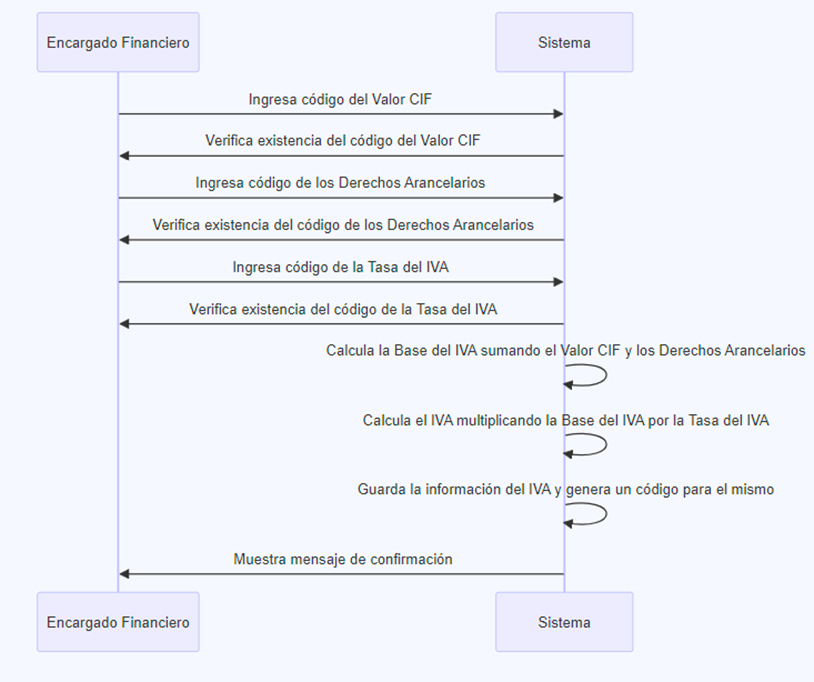 Encargado Financiero
Sistema
Ingresa código del Valor CIF
Verifica existencia del código del Valor CIF
Ingresa código de los Derechos Arancelarios
Verifica existencia del código de los Derechos Arancelarios
Ingresa código de la Tasa del IVA
Verifica existencia del código de la Tasa del IVA
Calcula la Base del IVA sumando el Valor CIF y los Derechos Arancelarios
Calcula el IVA multiplicando la Base del IVA por la Tasa del IVA
Guarda la información del IVA y genera un código para el mismo
Muestra mensaje de confirmación
Encargado Financiero
Sistema